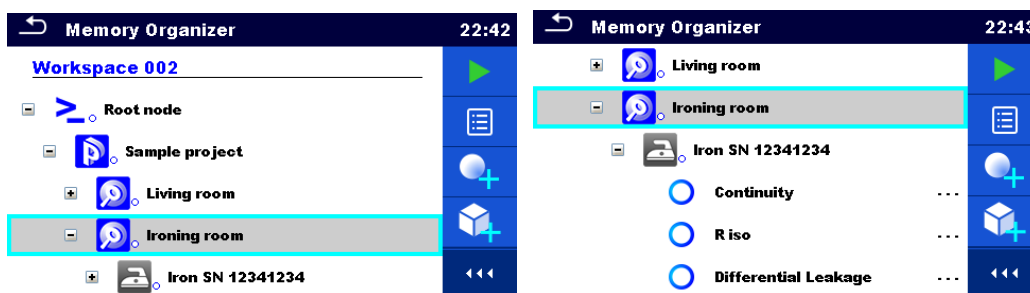 Memory Organizer 22:42
Workspace 002
Root node
Sample project
Living room
Ironing room
Iron SN 12341234
Memory Organizer 22:43
Living room
Ironing room
Iron SN 12341234
Continuity ---
R iso ---
Differential Leakage ---